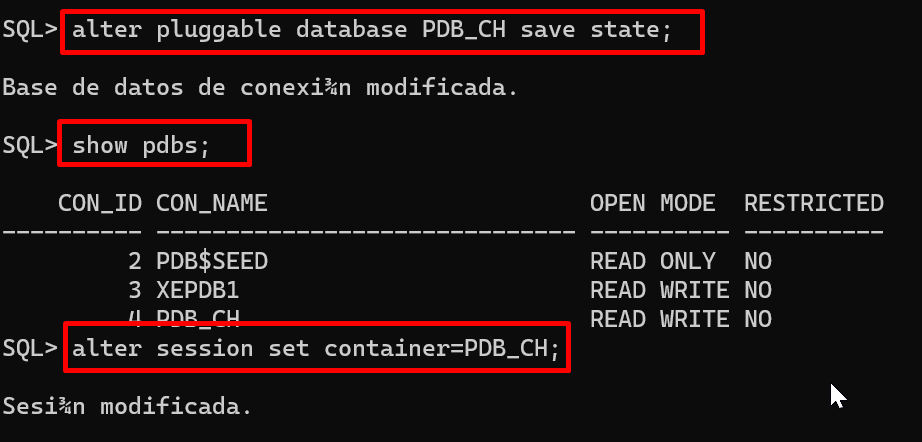 SQL> alter pluggable database PDB_CH save state;
Base de datos de conexi¾n modificada.
SQL> show pdbs;
    CON_ID CON_NAME                       OPEN MODE  RESTRICTED
---------- ------------------------------ ---------- ----------
         2 PDB$SEED                       READ ONLY  NO
         3 XEPDB1                         READ WRITE NO
         4 PDB_CH                         READ WRITE NO
SQL> alter session set container=PDB_CH;
Sesi¾n modificada.